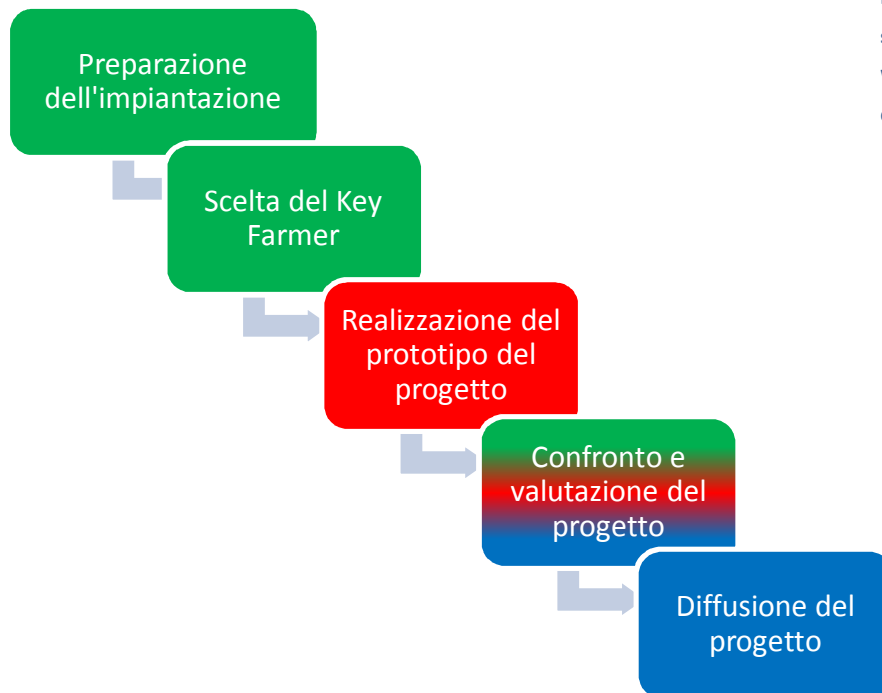 Preparazione
dell'impiantazione
Scelta del Key
Farmer
Realizzazione del
prototipo del
progetto
Confronto e
valutazione del
progetto
Diffusione del
progetto